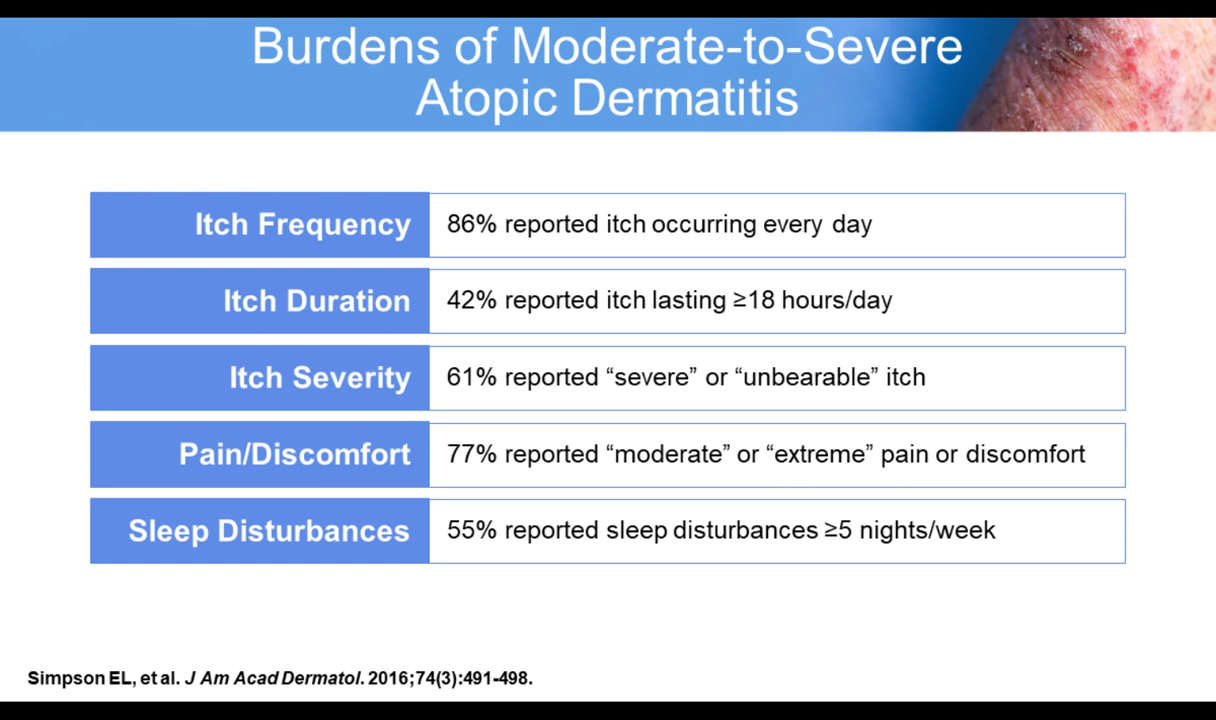 Burdens of Moderate-to-Severe
Atopic Dermatitis
Itch Frequency
86% reported itch occurring every day
Itch Duration
42% reported itch lasting ≥18 hours/day
Itch Severity
61% reported “severe” or “unbearable” itch
Pain/Discomfort
77% reported “moderate” or “extreme” pain or discomfort
Sleep Disturbances
55% reported sleep disturbances ≥5 nights/week
Simpson EL, et al. J Am Acad Dermatol. 2016;74(3):491-498.